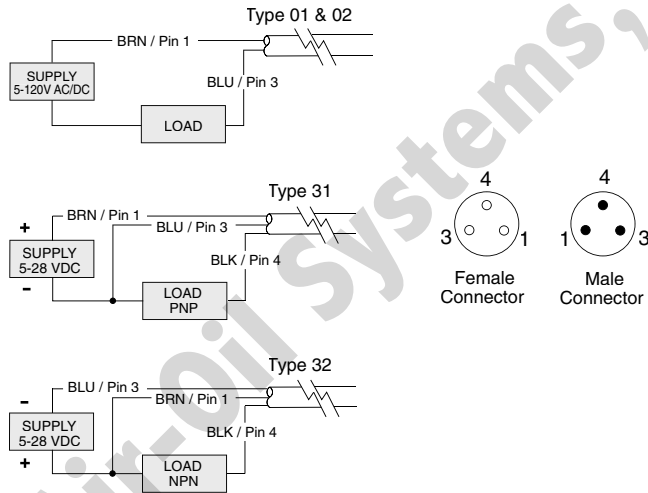 Type 01 & 02
BRN / Pin 1
SUPPLY
5-120V AC/DC
BLU / Pin 3
LOAD
Type 31
BRN / Pin 1
BLU / Pin 3
+
SUPPLY
5-28 VDC
-
BLK / Pin 4
LOAD
PNP
4
3
1
Female
Connector
4
1
3
Male
Connector
Type 32
BLU / Pin 3
BRN / Pin 1
-
SUPPLY
5-28 VDC
+
BLK / Pin 4
LOAD
NPN
Air-Oil Systems,